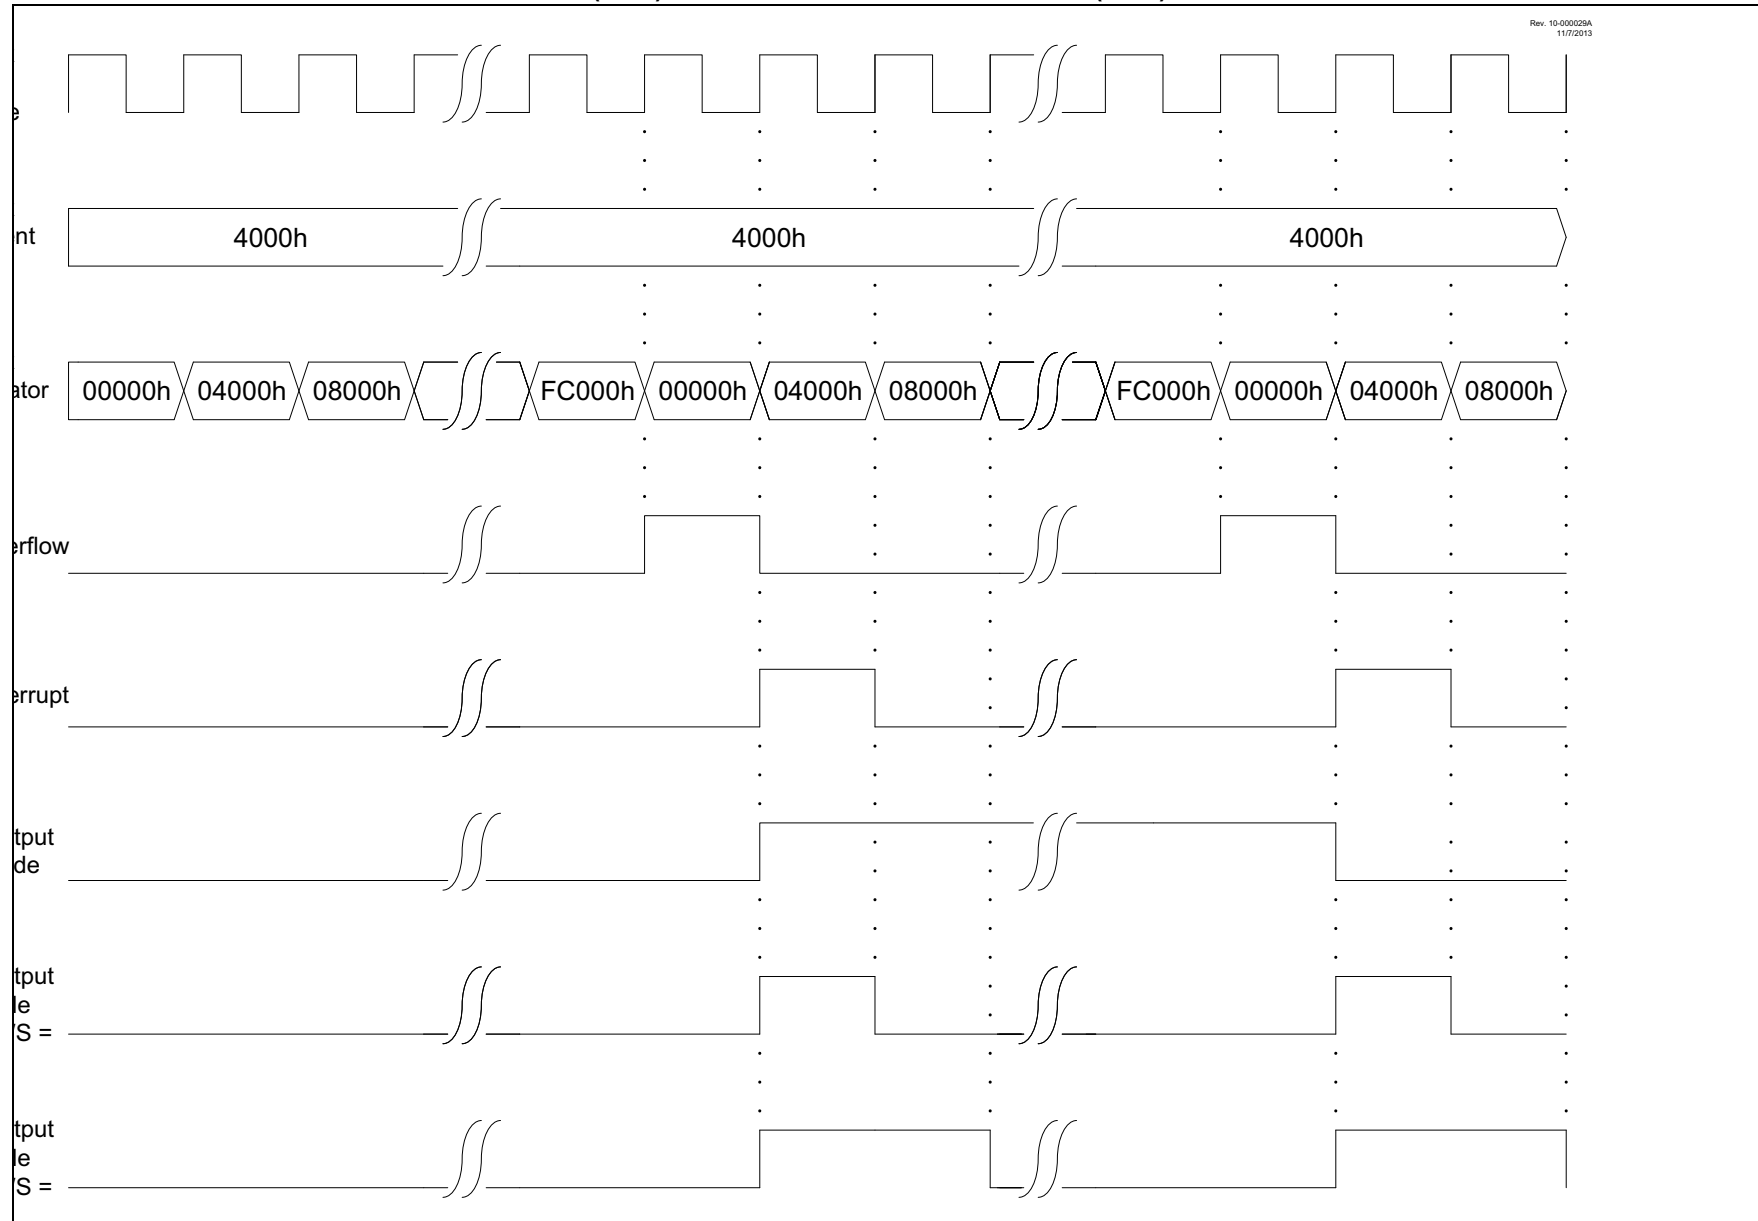 Rev. 10-000029A
11/7/2013
e
nt
4000h
4000h
4000h
ator
00000h 04000h 08000h FC000h 00000h 04000h 08000h FC000h 00000h 04000h 08000h
erflow
errupt
tput
de
tput
le
/S =
tput
le
/S =